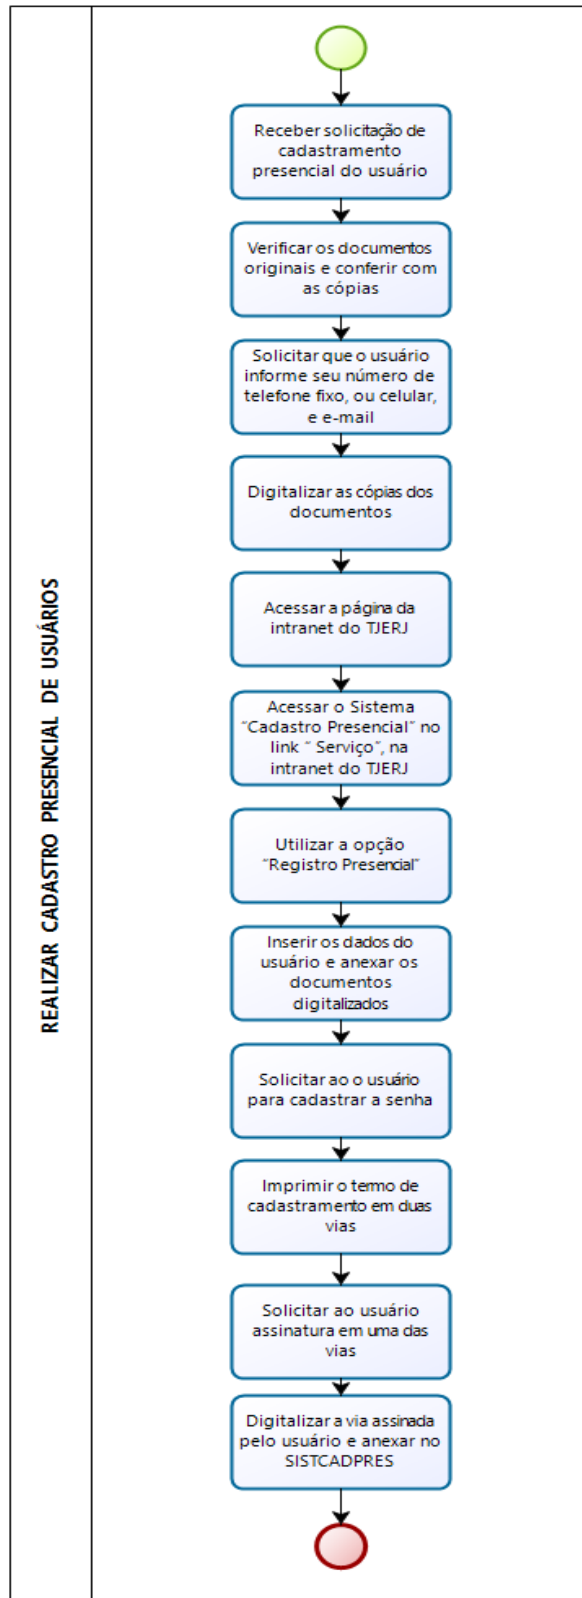 REALIZAR CADASTRO PRESENCIAL DE USUÁRIOS
Receber solicitação de
cadastramento
presencial do usuário
Verificar os documentos
originais e conferir com
as cópias
Solicitar que o usuário
informe seu número de
telefone fixo, ou celular,
e e-mail
Digitalizar as cópias dos
documentos
Acessar a página da
intranet do TJERJ
Acessar o Sistema
“Cadastro Presencial” no
link “ Serviço”, na
intranet do TJERJ
Utilizar a opção
“Registro Presencial”
Inserir os dados do
usuário e anexar os
documentos
digitalizados
Solicitar ao o usuário
para cadastrar a senha
Imprimir o termo de
cadastramento em duas
vias
Solicitar ao usuário
assinatura em uma das
vias
Digitalizar a via assinada
pelo usuário e anexar no
SISTCADPRES